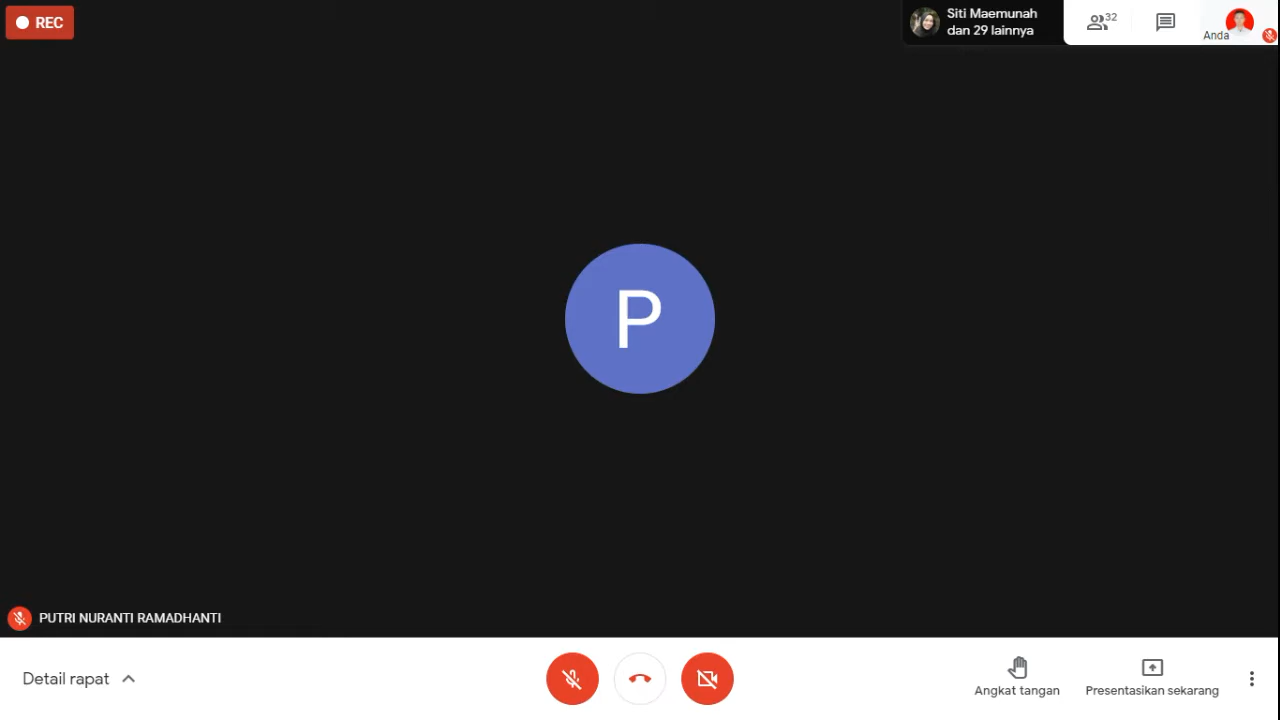 REC
Siti Maemunah
dan 29 lainnya
32
Anda
P
PUTRI NURANTI RAMADHANTI
Detail rapat
Angkat tangan
Presentasikan sekarang